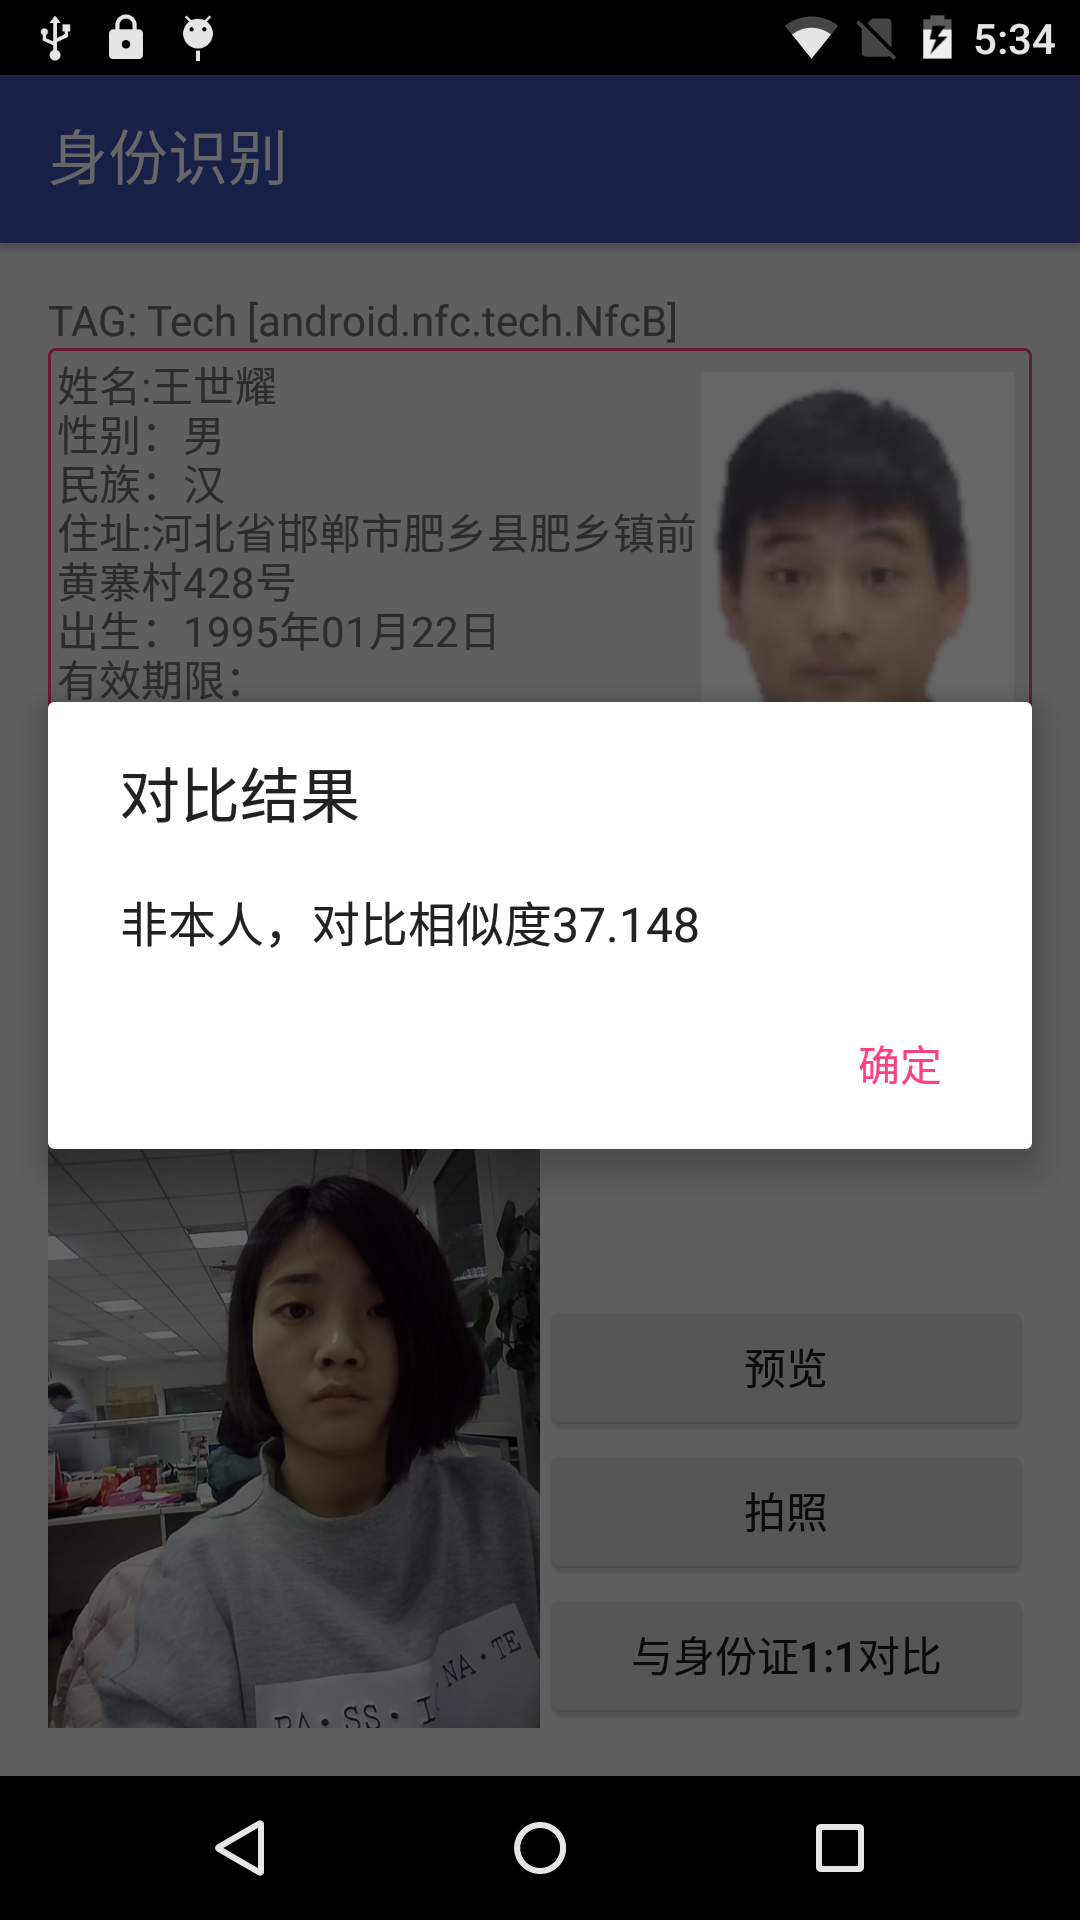 5:34
身份识别
TAG: Tech [android.nfc.tech.NfcB]
姓名:王世耀
性别：男
民族：汉
住址:河北省邯郸市肥乡县肥乡镇前
黄寨村428号
出生：1995年01月22日
有效期限：
对比结果
非本人，对比相似度37.148
确定
预览
拍照
与身份证1:1对比
NA·TE
PA·SS·I